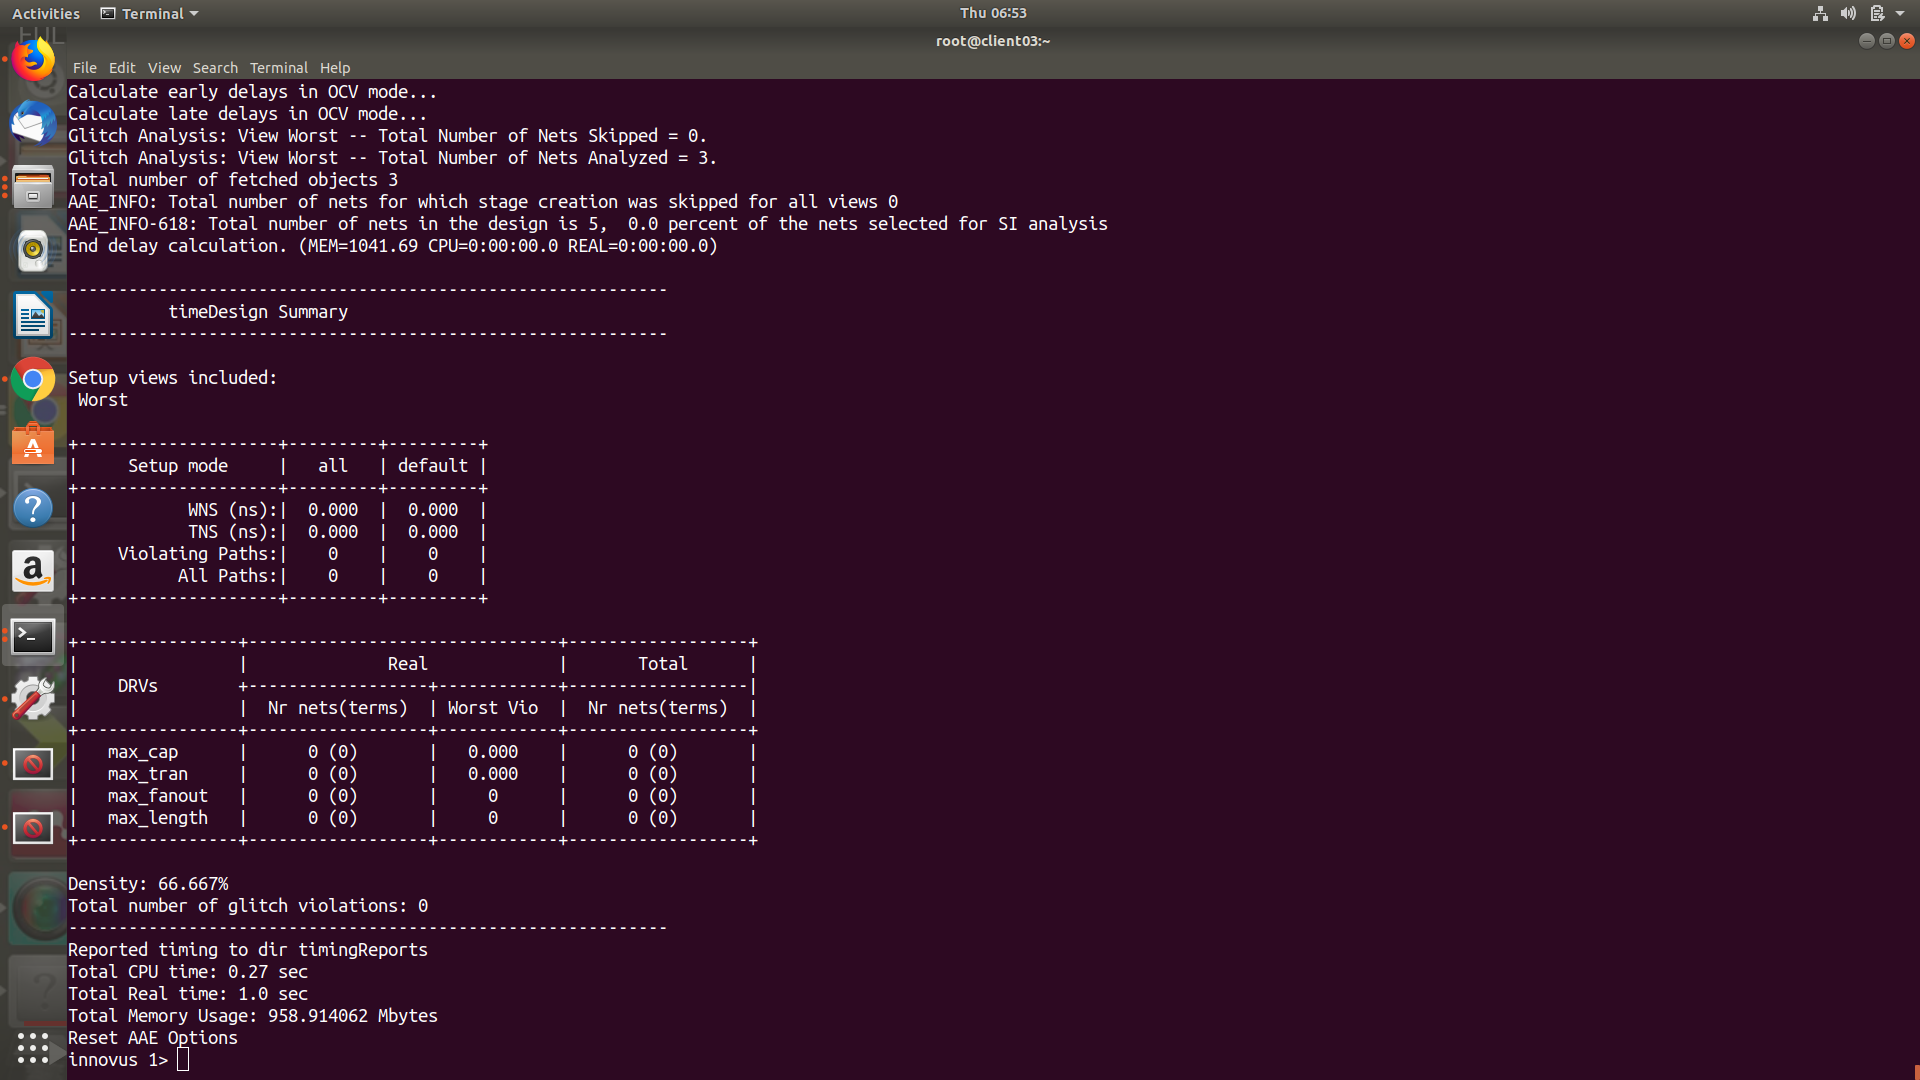 Activities Terminal Thu 06:53
root@client03:~
File Edit View Search Terminal Help
Calculate early delays in OCV mode...
Calculate late delays in OCV mode...
Glitch Analysis: View Worst -- Total Number of Nets Skipped = 0.
Glitch Analysis: View Worst -- Total Number of Nets Analyzed = 3.
Total number of fetched objects 3
AAE_INFO: Total number of nets for which stage creation was skipped for all views 0
AAE_INFO-618: Total number of nets in the design is 5,  0.0 percent of the nets selected for SI analysis
End delay calculation. (MEM=1041.69 CPU=0:00:00.0 REAL=0:00:00.0)
------------------------------------------------------------
          timeDesign Summary
------------------------------------------------------------
Setup views included:
 Worst
+--------------------+---------+---------+
|     Setup mode     |   all   | default |
+--------------------+---------+---------+
|           WNS (ns):|  0.000  |  0.000  |
|           TNS (ns):|  0.000  |  0.000  |
|    Violating Paths:|    0    |    0    |
|          All Paths:|    0    |    0    |
+--------------------+---------+---------+
+----------------+-------------------------------+------------------+
|                |              Real             |       Total      |
|    DRVs        +------------------+------------+------------------|
|                |  Nr nets(terms)  | Worst Vio  |  Nr nets(terms)  |
+----------------+------------------+------------+------------------+
|   max_cap      |      0 (0)       |   0.000    |      0 (0)       |
|   max_tran     |      0 (0)       |   0.000    |      0 (0)       |
|   max_fanout   |      0 (0)       |     0      |      0 (0)       |
|   max_length   |      0 (0)       |     0      |      0 (0)       |
+----------------+------------------+------------+------------------+
Density: 66.667%
Total number of glitch violations: 0
------------------------------------------------------------
Reported timing to dir timingReports
Total CPU time: 0.27 sec
Total Real time: 1.0 sec
Total Memory Usage: 958.914062 Mbytes
Reset AAE Options
innovus 1>